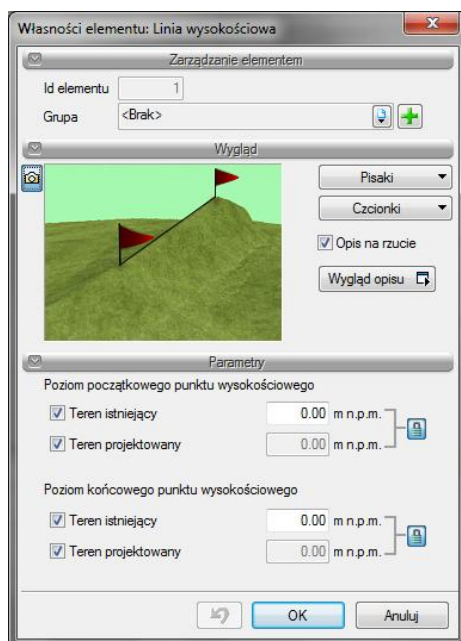 Własności elementu: Linia wysokościowa
Zarządzanie elementem
Id elementu 1
Grupa <Brak>
Wygląd
Pisaki
Czcionki
Opis na rzucie
Wygląd opisu
Parametry
Poziom początkowego punktu wysokościowego
Teren istniejący 0.00 m n.p.m.
Teren projektowany 0.00 m n.p.m.
Poziom końcowego punktu wysokościowego
Teren istniejący 0.00 m n.p.m.
Teren projektowany 0.00 m n.p.m.
OK Anuluj